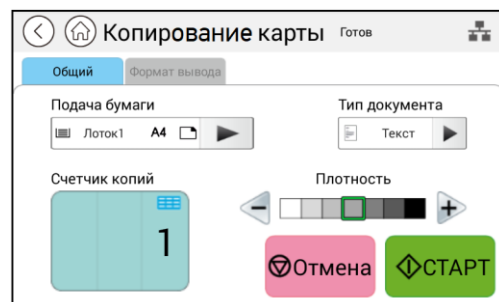 Копирование карты Готов
Общий Формат вывода
Подача бумаги Тип документа
Лоток1 A4 Текст
Счетчик копий Плотность
1
Отмена СТАРТ